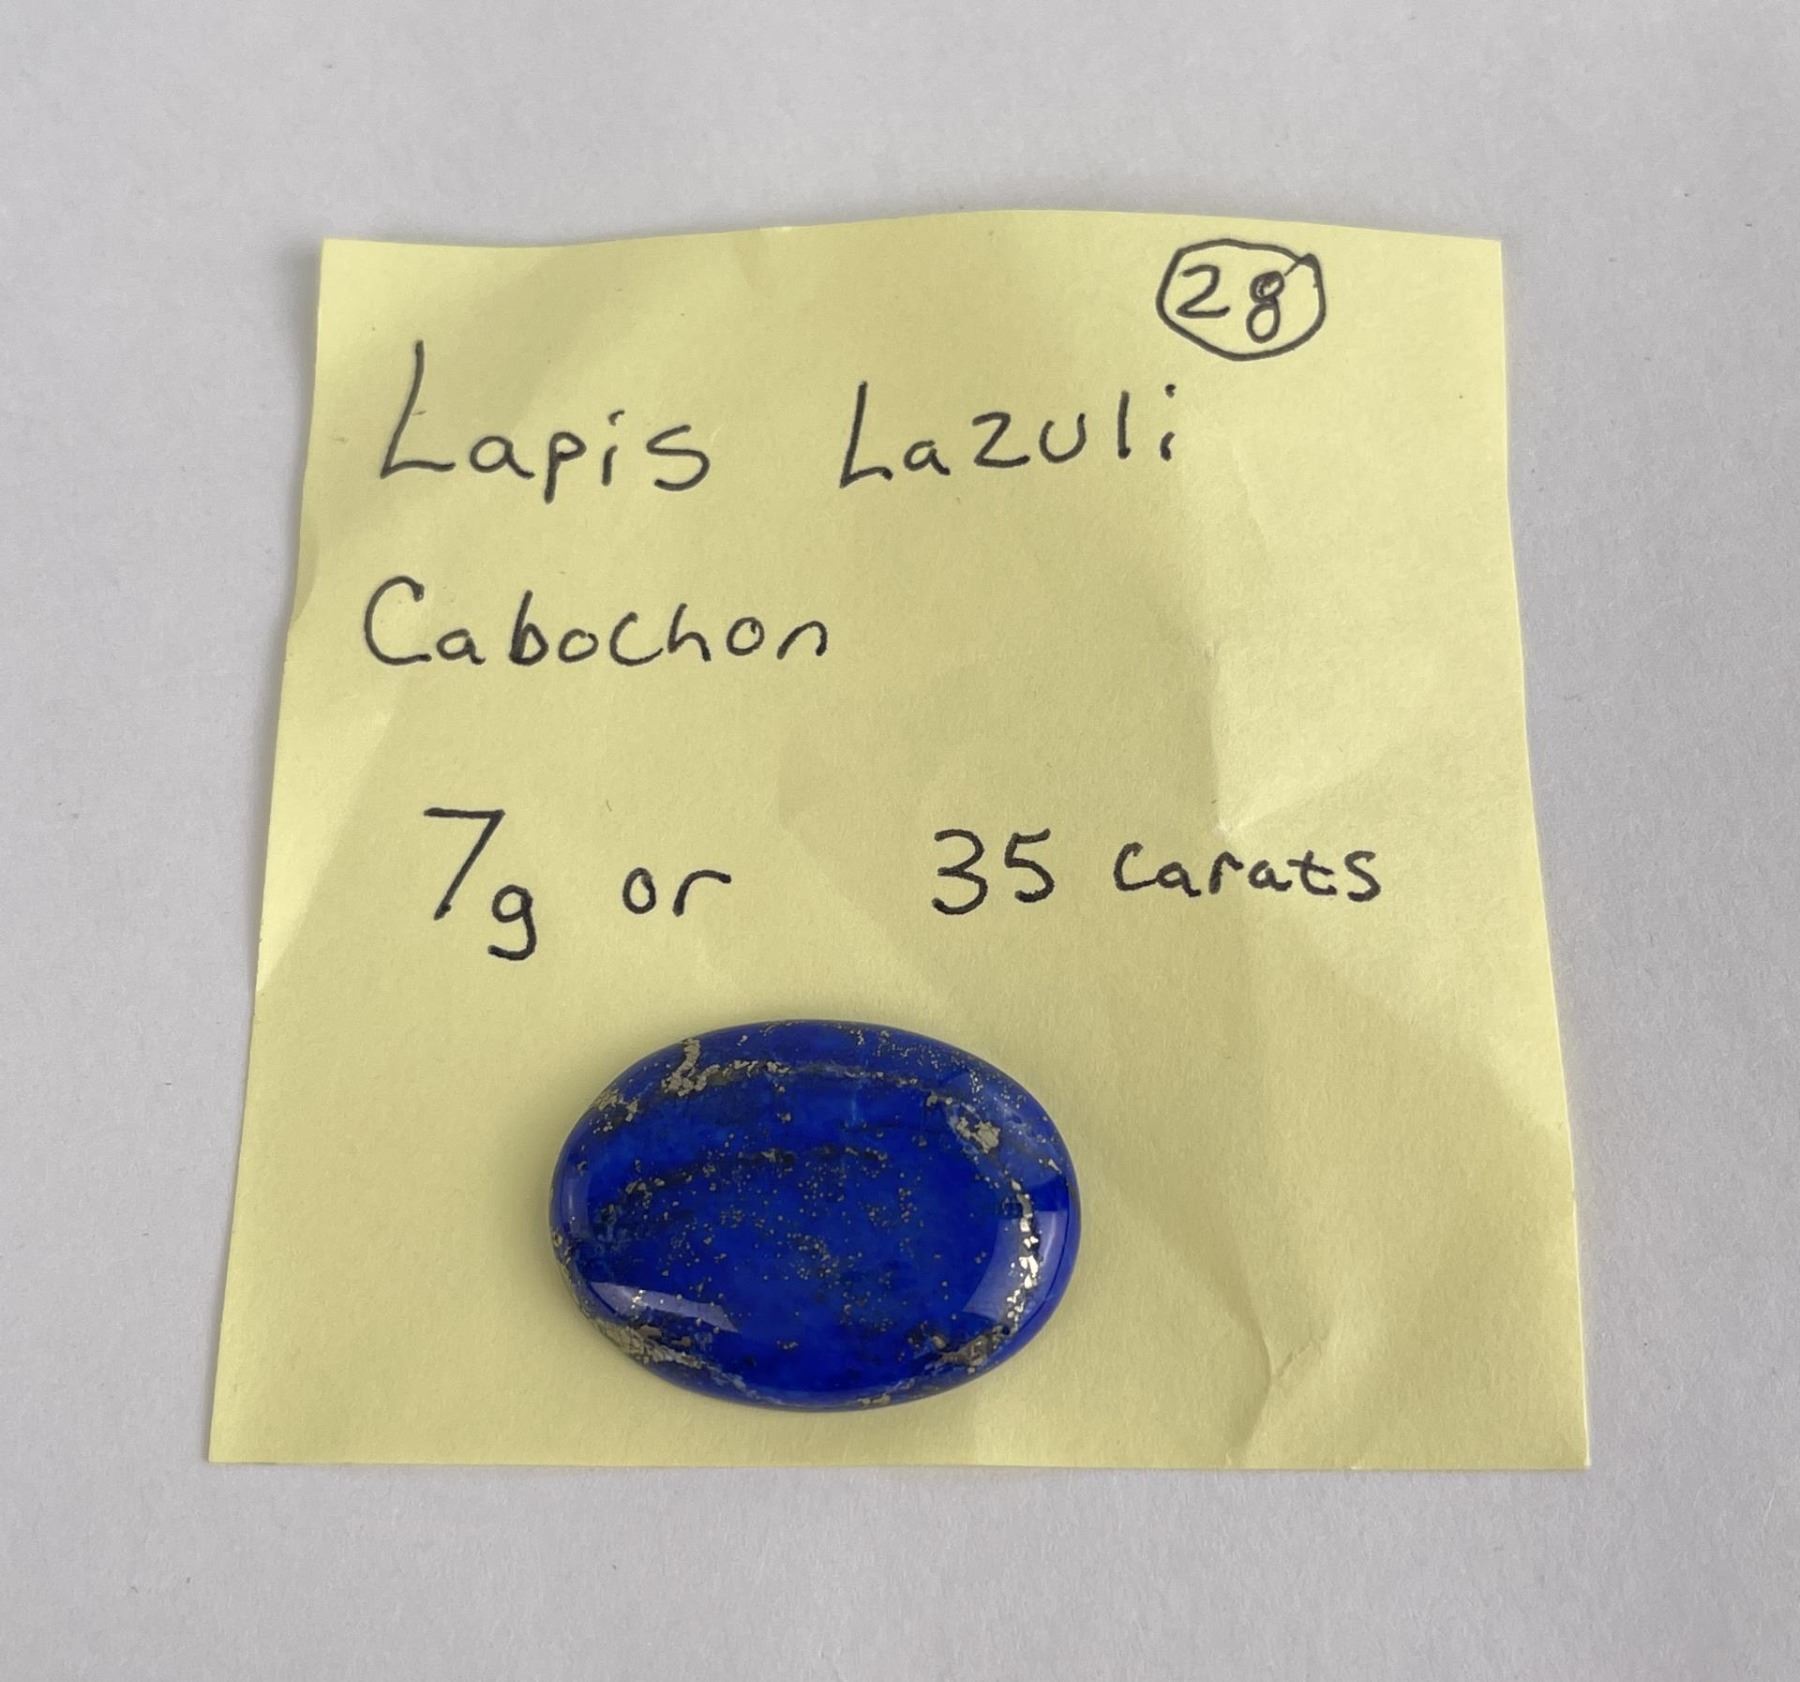 28
Lapis Lazuli
Cabochon
7g or 35 carats